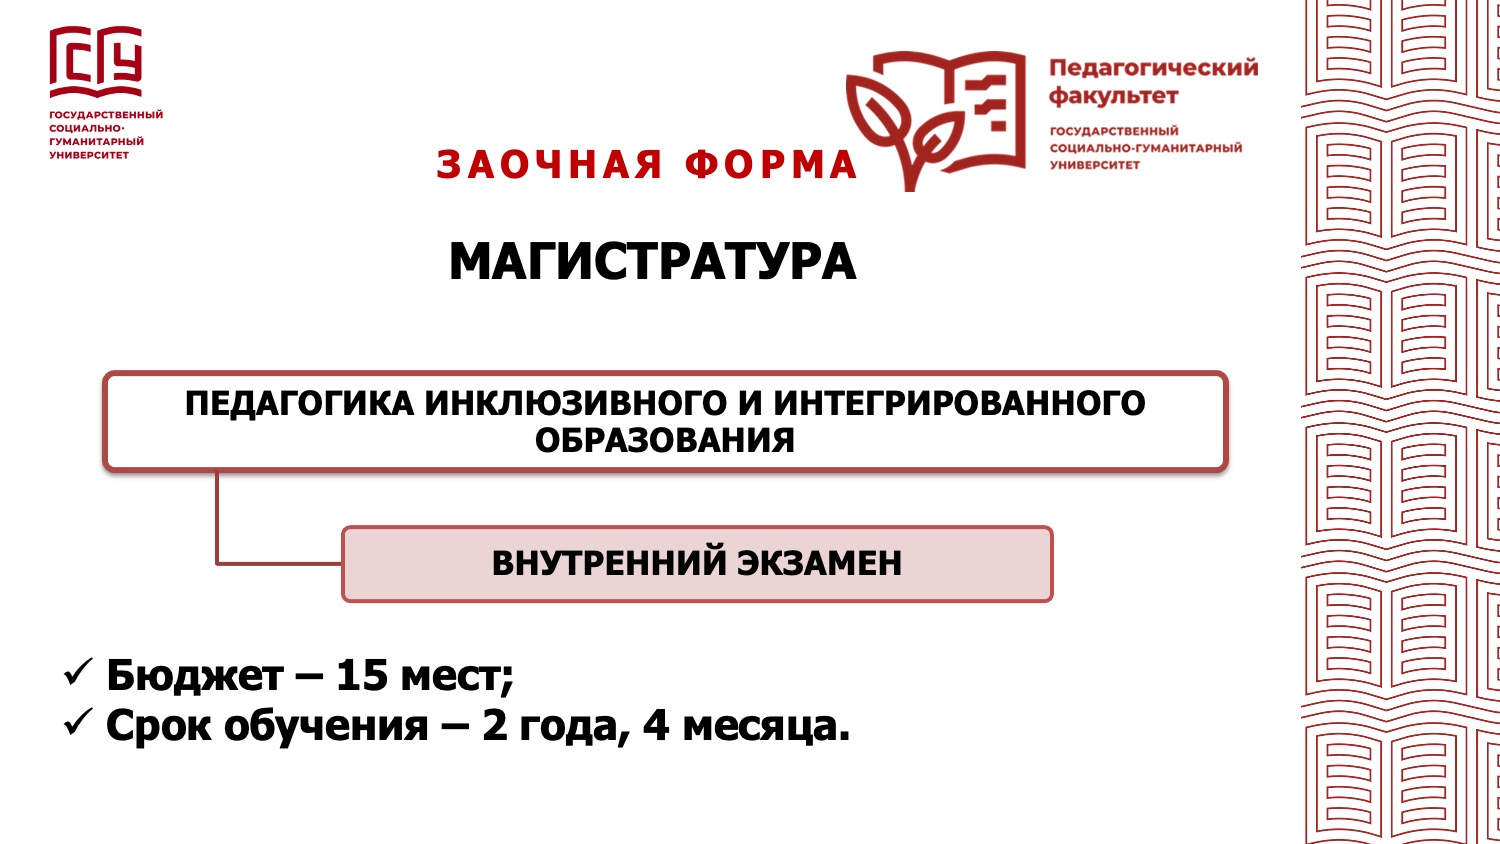 ГСГУ
ГОСУДАРСТВЕННЫЙ
СОЦИАЛЬНО-
ГУМАНИТАРНЫЙ
УНИВЕРСИТЕТ
Педагогический
факультет
ГОСУДАРСТВЕННЫЙ
СОЦИАЛЬНО-ГУМАНИТАРНЫЙ
УНИВЕРСИТЕТ
ЗАОЧНАЯ ФОРМА
МАГИСТРАТУРА
ПЕДАГОГИКА ИНКЛЮЗИВНОГО И ИНТЕГРИРОВАННОГО
ОБРАЗОВАНИЯ
ВНУТРЕННИЙ ЭКЗАМЕН
✓ Бюджет – 15 мест;
✓ Срок обучения – 2 года, 4 месяца.